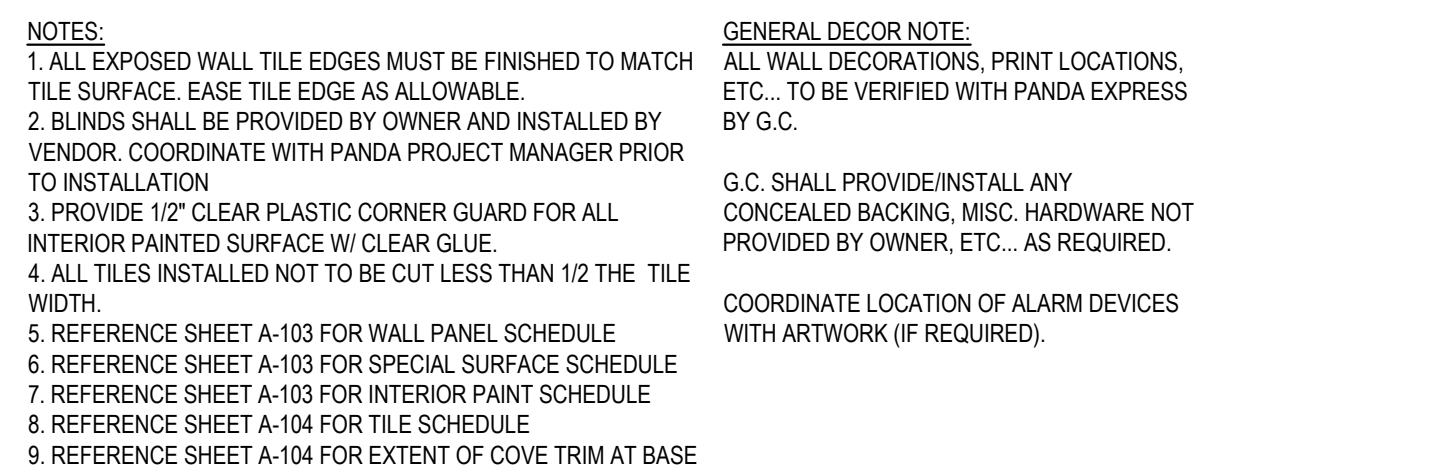 NOTES:
1. ALL EXPOSED WALL TILE EDGES MUST BE FINISHED TO MATCH
TILE SURFACE. EASE TILE EDGE AS ALLOWABLE.
2. BLINDS SHALL BE PROVIDED BY OWNER AND INSTALLED BY
VENDOR. COORDINATE WITH PANDA PROJECT MANAGER PRIOR
TO INSTALLATION
3. PROVIDE 1/2" CLEAR PLASTIC CORNER GUARD FOR ALL
INTERIOR PAINTED SURFACE W/ CLEAR GLUE.
4. ALL TILES INSTALLED NOT TO BE CUT LESS THAN 1/2 THE  TILE
WIDTH.
5. REFERENCE SHEET A-103 FOR WALL PANEL SCHEDULE
6. REFERENCE SHEET A-103 FOR SPECIAL SURFACE SCHEDULE
7. REFERENCE SHEET A-103 FOR INTERIOR PAINT SCHEDULE
8. REFERENCE SHEET A-104 FOR TILE SCHEDULE
9. REFERENCE SHEET A-104 FOR EXTENT OF COVE TRIM AT BASE
GENERAL DECOR NOTE:
ALL WALL DECORATIONS, PRINT LOCATIONS,
ETC... TO BE VERIFIED WITH PANDA EXPRESS
BY G.C.
G.C. SHALL PROVIDE/INSTALL ANY
CONCEALED BACKING, MISC. HARDWARE NOT
PROVIDED BY OWNER, ETC... AS REQUIRED.
COORDINATE LOCATION OF ALARM DEVICES
WITH ARTWORK (IF REQUIRED).